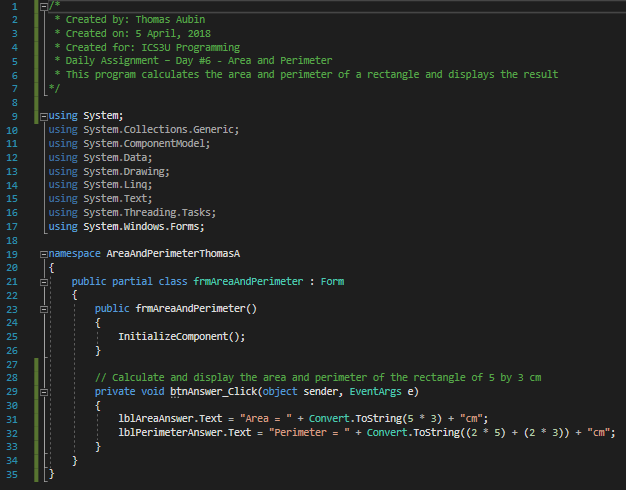 1 /*
2 * Created by: Thomas Aubin
3 * Created on: 5 April, 2018
4 * Created for: ICS3U Programming
5 * Daily Assignment – Day #6 - Area and Perimeter
6 * This program calculates the area and perimeter of a rectangle and displays the result
7 */
8
9 using System;
10 using System.Collections.Generic;
11 using System.ComponentModel;
12 using System.Data;
13 using System.Drawing;
14 using System.Linq;
15 using System.Text;
16 using System.Threading.Tasks;
17 using System.Windows.Forms;
18
19 namespace AreaAndPerimeterThomasA
20 {
21 public partial class frmAreaAndPerimeter : Form
22 {
23 public frmAreaAndPerimeter()
24 {
25 InitializeComponent();
26 }
27
28 // Calculate and display the area and perimeter of the rectangle of 5 by 3 cm
29 private void btnAnswer_Click(object sender, EventArgs e)
30 {
31 lblAreaAnswer.Text = "Area = " + Convert.ToString(5 * 3) + "cm";
32 lblPerimeterAnswer.Text = "Perimeter = " + Convert.ToString((2 * 5) + (2 * 3)) + "cm";
33 }
34 }
35 }